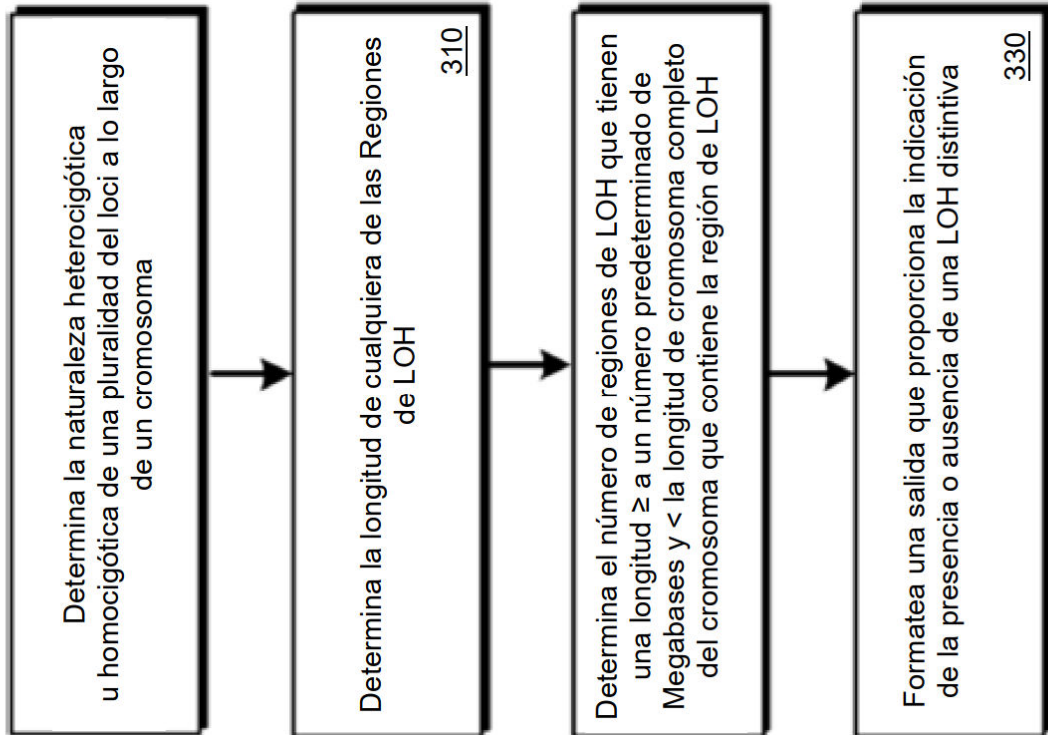 Determina la naturaleza heterocigótica
u homocigótica de una pluralidad del loci a lo largo
de un cromosoma
Determina la longitud de cualquiera de las Regiones
de LOH
310
Determina el número de regiones de LOH que tienen
una longitud ≥ a un número predeterminado de
Megabases y < la longitud de cromosoma completo
del cromosoma que contiene la región de LOH
Formatea una salida que proporciona la indicación
de la presencia o ausencia de una LOH distintiva
330